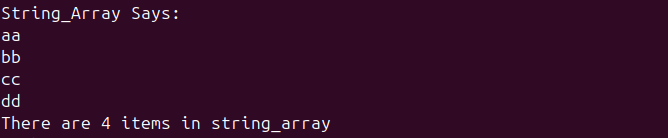 String_Array Says:
aa
bb
cc
dd
There are 4 items in string_array